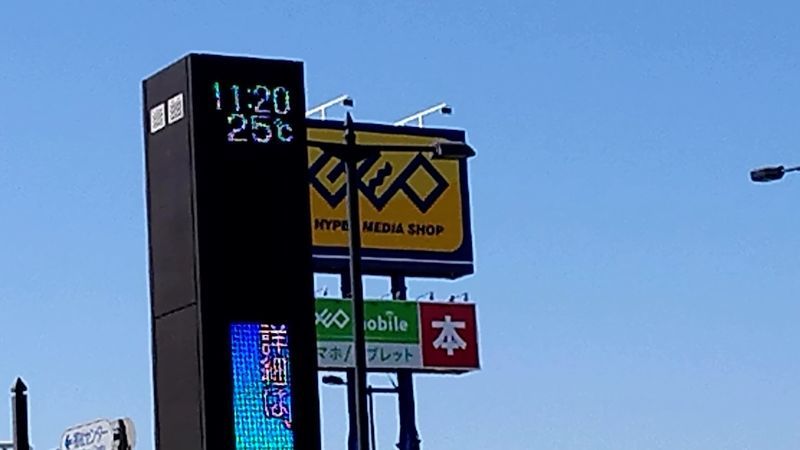 11:20
25℃
HYPER MEDIA SHOP
GEO mobile
本
スマホ/タブレット
詳細は、